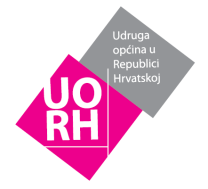 Udruga
općina u
Republici
Hrvatskoj
UO
RH